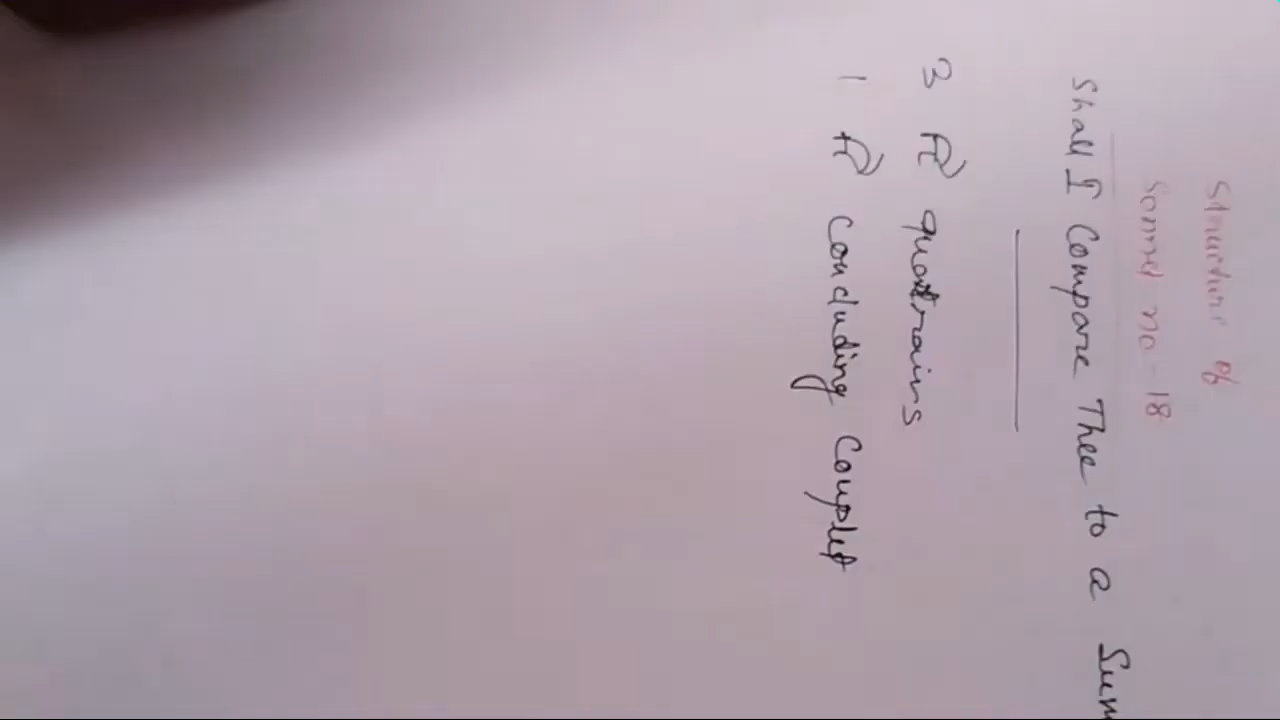 Structure of
Sonnet no - 18
Shall I Compare Thee to a Sum
3 quatrains
1 concluding couplet